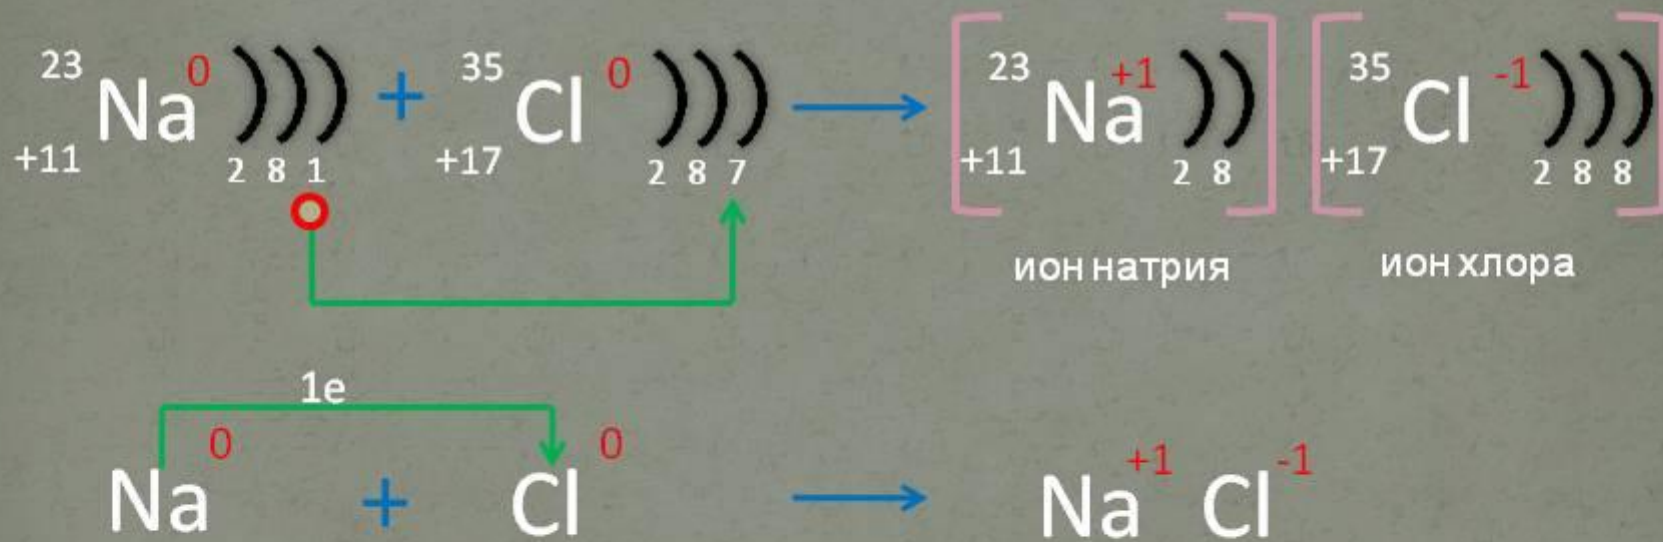 23 Na 0 +11 2 8 1 + 35 Cl 0 +17 2 8 7 → [ 23 Na +1 +11 2 8 ] [ 35 Cl -1 +17 2 8 8 ]
ион натрия ион хлора
1e
Na 0 + Cl 0 → Na +1 Cl -1